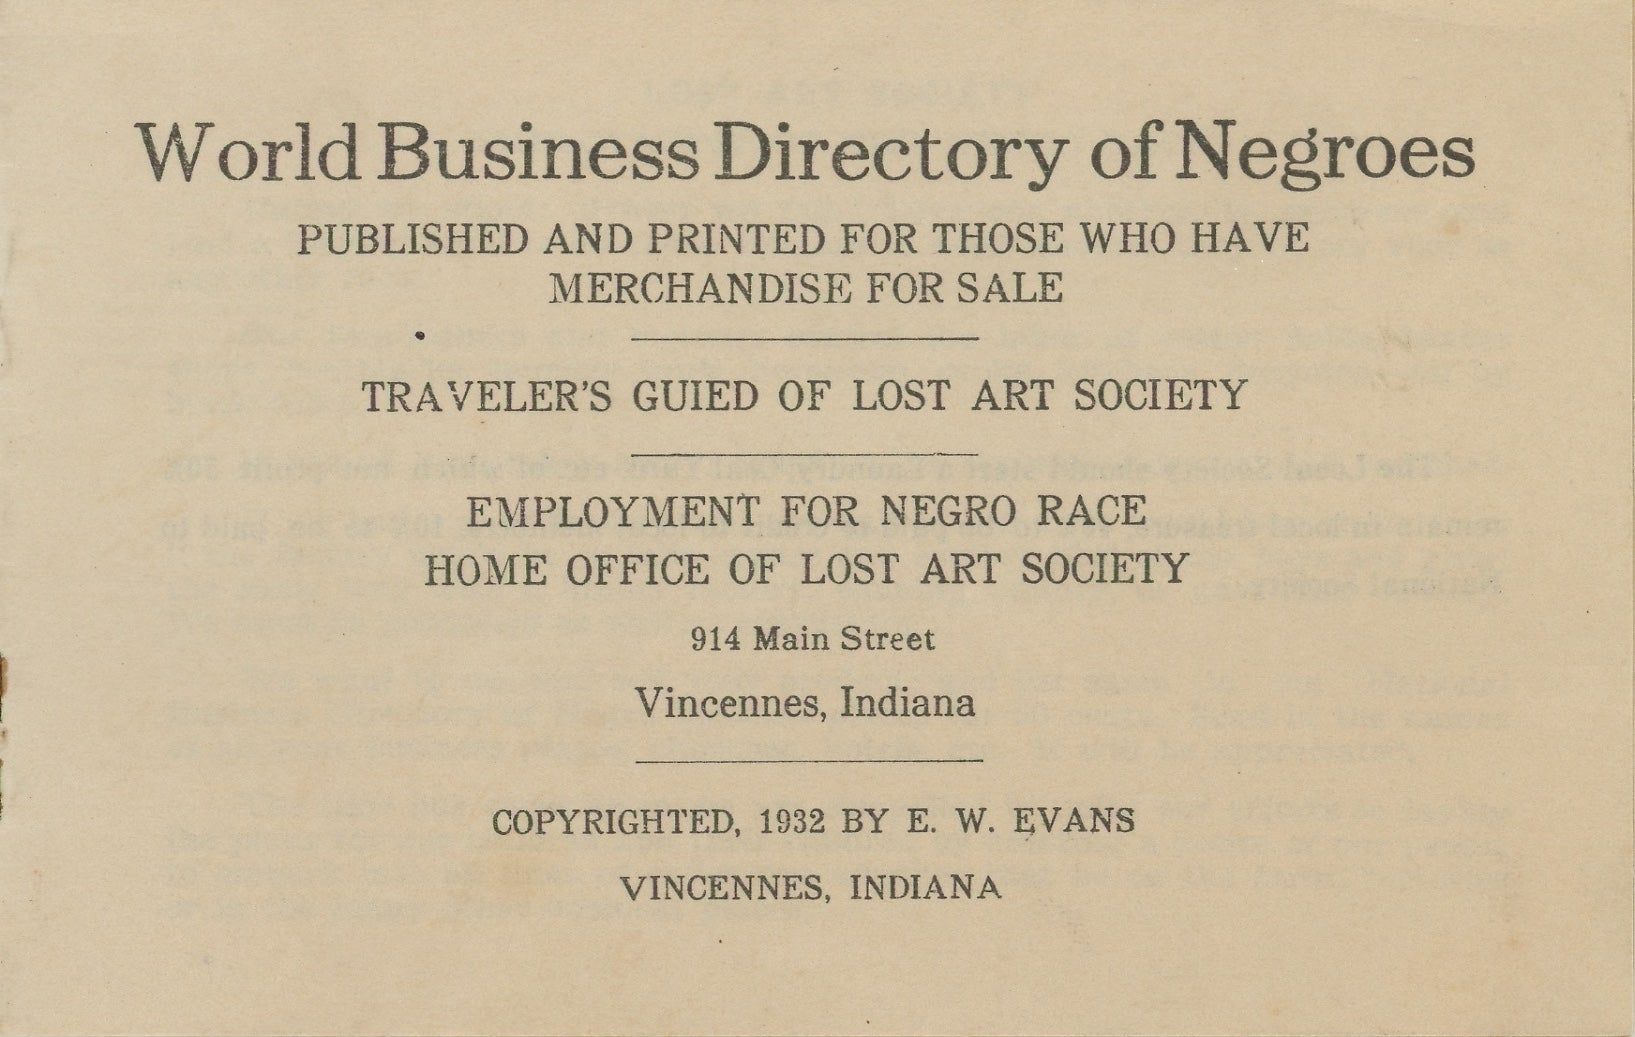 World Business Directory of Negroes
PUBLISHED AND PRINTED FOR THOSE WHO HAVE
MERCHANDISE FOR SALE
TRAVELER'S GUIED OF LOST ART SOCIETY
EMPLOYMENT FOR NEGRO RACE
HOME OFFICE OF LOST ART SOCIETY
914 Main Street
Vincennes, Indiana
COPYRIGHTED, 1932 BY E. W. EVANS
VINCENNES, INDIANA